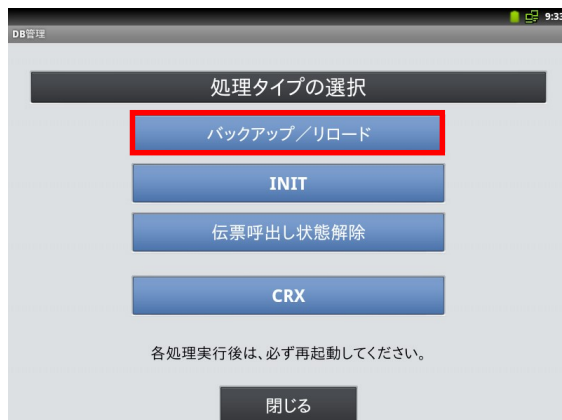 9:33
DB管理
処理タイプの選択
バックアップ／リロード
INIT
伝票呼出し状態解除
CRX
各処理実行後は、必ず再起動してください。
閉じる